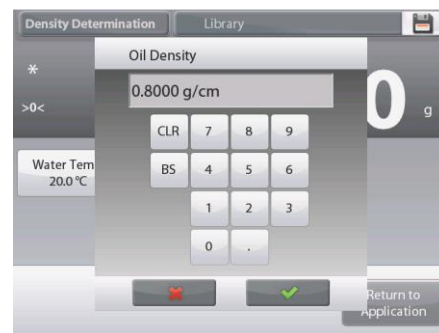 Density Determination
Library
Oil Density
*
0.8000 g/cm
>0<
0
g
CLR 7 8 9
Water Tem
20.0 °C
BS 4 5 6
1 2 3
0 .
Return to
Application